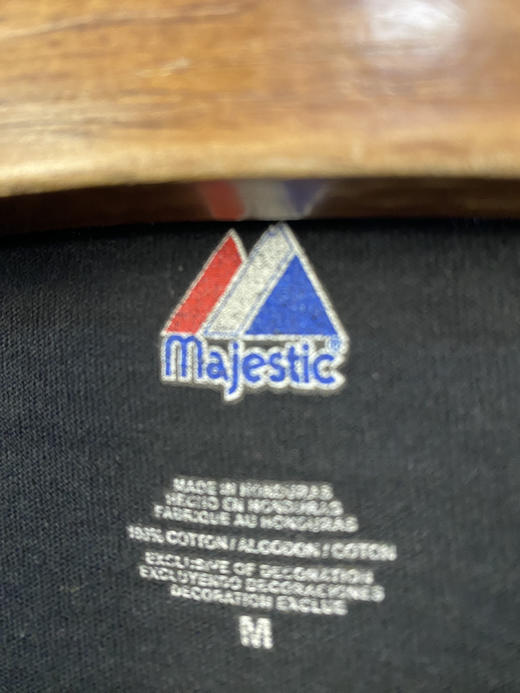 Majestic®
MADE IN HONDURAS
HECHO EN HONDURAS
FABRIQUE AU HONDURAS
100% COTTON / ALGODON / COTON
EXCLUSIVE OF DECORATION
EXCLUYENTO DECORACIONES
DECORATION EXCLUE
M